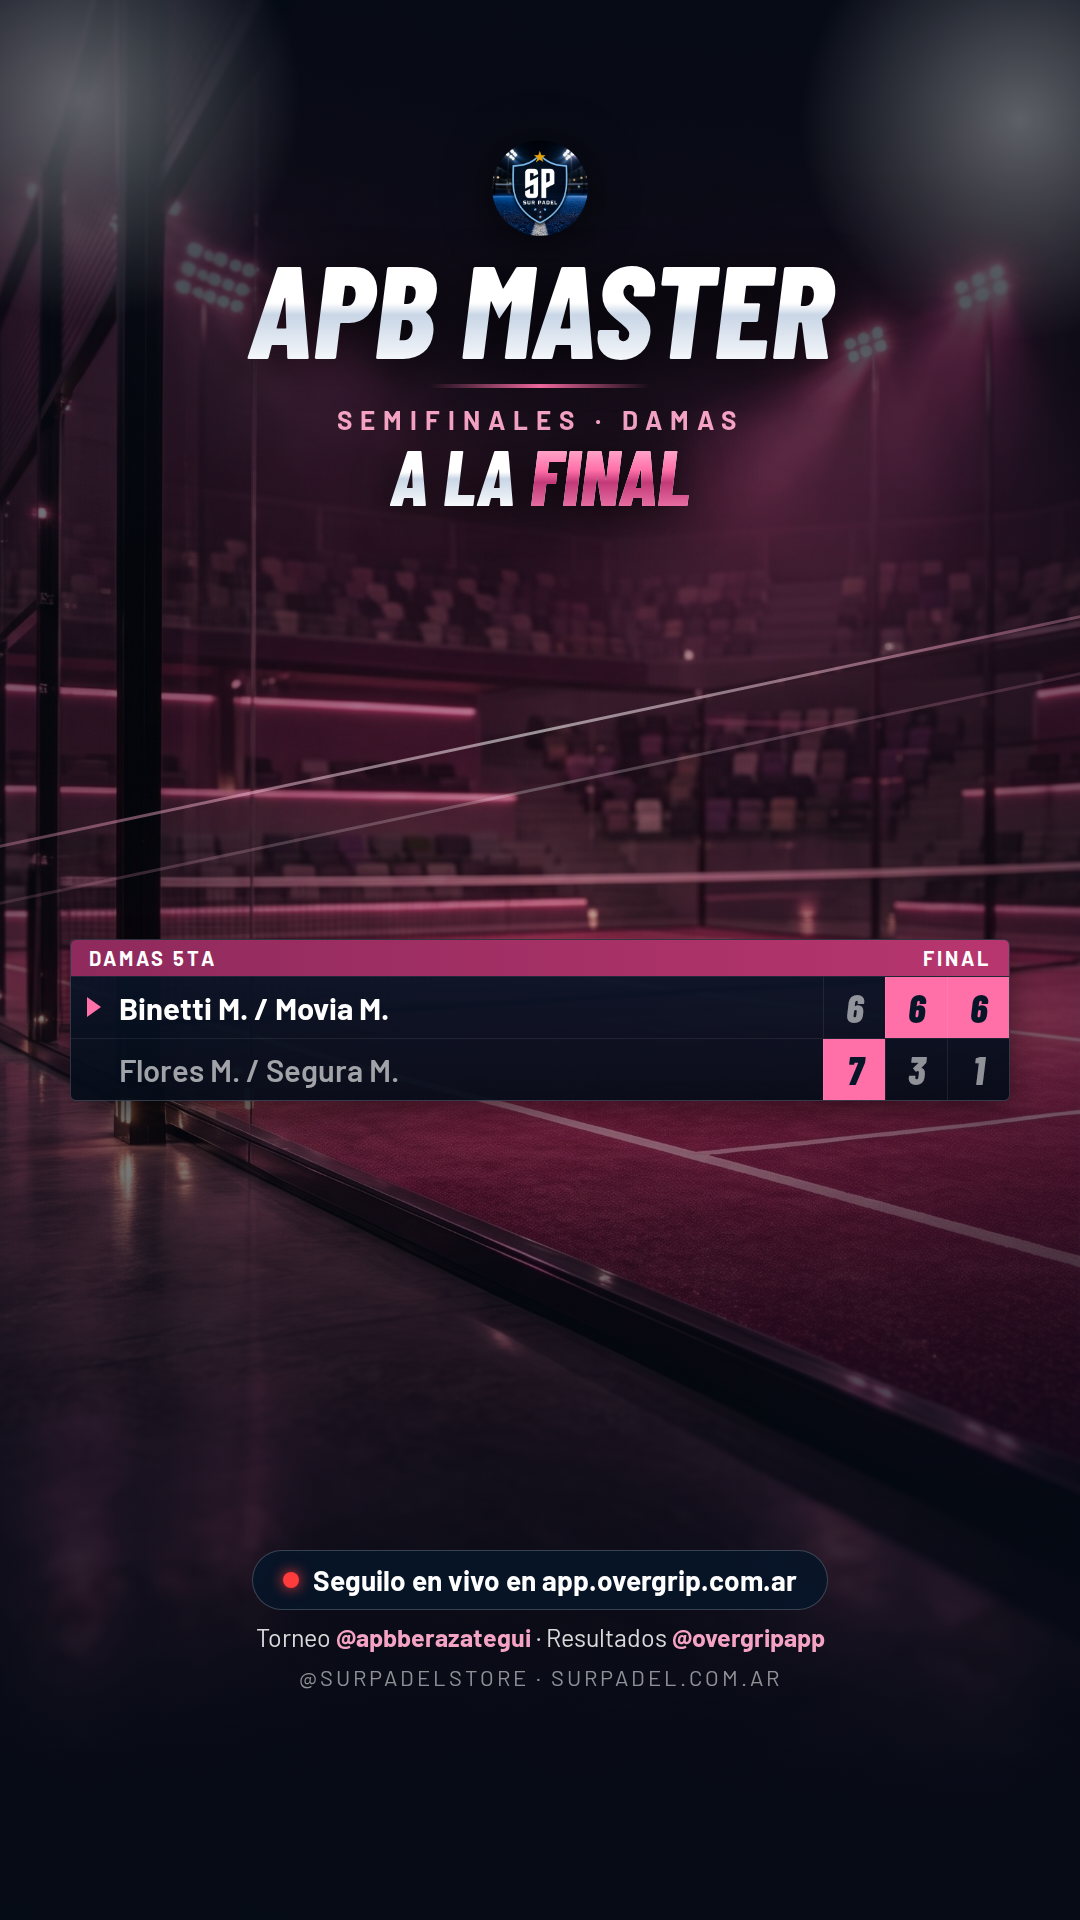 SP
SUR PADEL
APB MASTER
SEMIFINALES · DAMAS
A LA FINAL
DAMAS 5TA FINAL
Binetti M. / Movia M. 6 6 6
Flores M. / Segura M. 7 3 1
Seguilo en vivo en app.overgrip.com.ar
Torneo @apbberazategui · Resultados @overgripapp
@SURPADELSTORE · SURPADEL.COM.AR